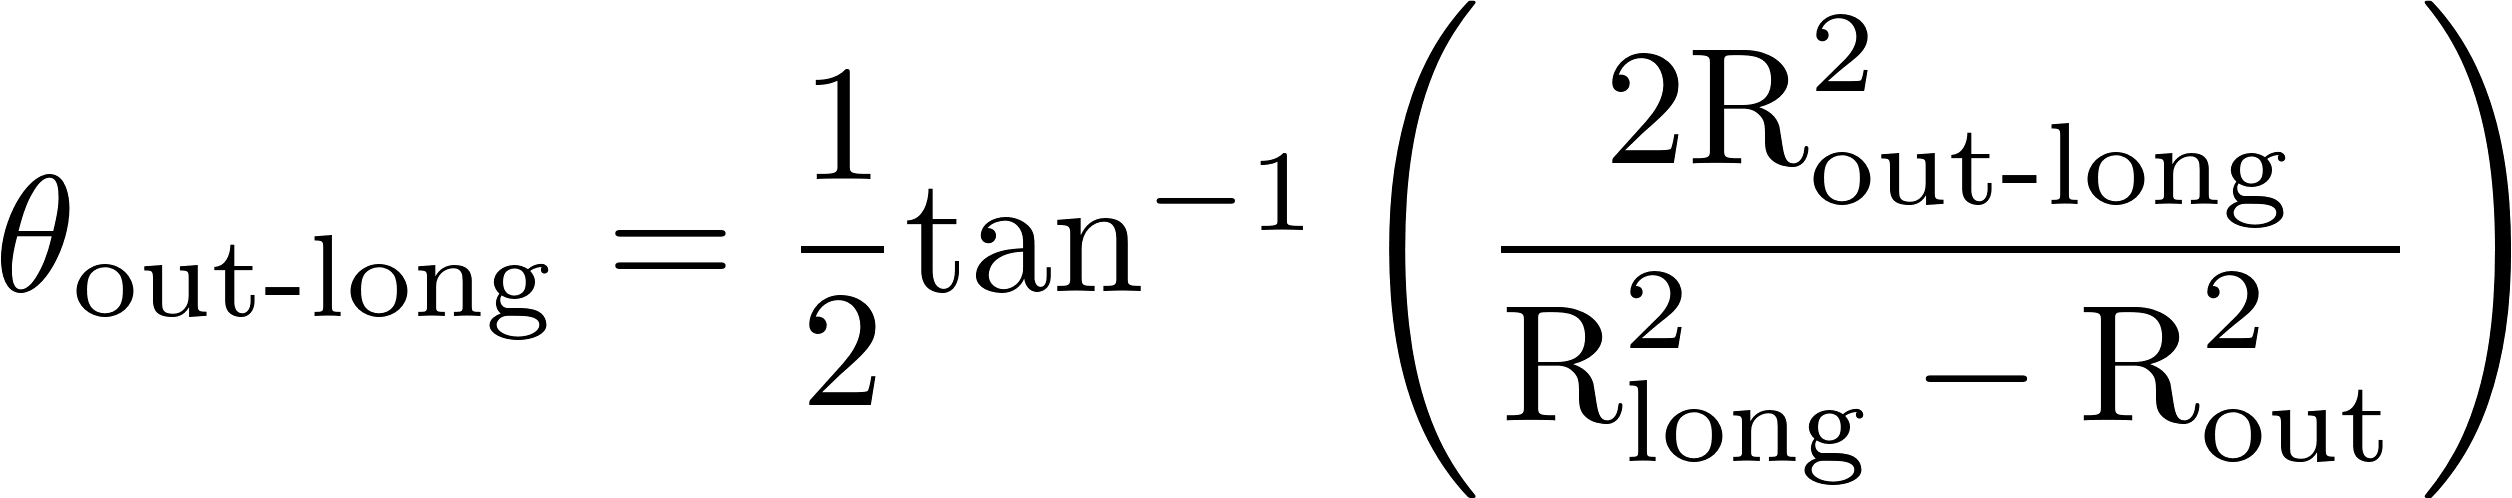 θ_out-long = 1/2 tan⁻¹ ( 2R²_out-long / R²_long − R²_out )